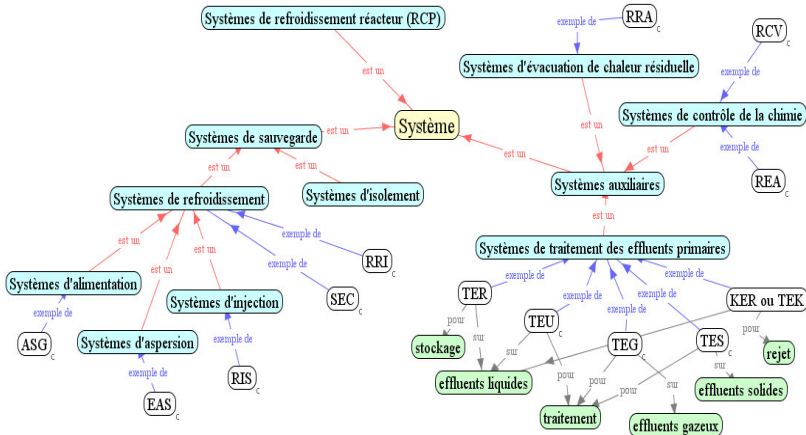 Systèmes de refroidissement réacteur (RCP)
RRA
C
RCV
C
est un
exemple de
Systèmes d'évacuation de chaleur résiduelle
exemple de
Systèmes de contrôle de la chimie
Systèmes de sauvegarde
est un
Système
est un
est un
exemple de
est un
est un
est un
REA
C
Systèmes d'isolement
Systèmes auxiliaires
Systèmes de refroidissement
est un
exemple de
est un
est un
est un
exemple de
RRI
C
Systèmes de traitement des effluents primaires
Systèmes d'alimentation
Systèmes d'injection
SEC
C
exemple de
exemple de
TER
C
exemple de
exemple de
exemple de
KER ou TEK
C
exemple de
ASG
C
Systèmes d'aspersion
TEU
C
TEG
C
TES
C
pour
sur
pour
stockage
rejet
exemple de
exemple de
RIS
C
EAS
C
sur
pour
pour
sur
pour
sur
effluents liquides
effluents solides
traitement
effluents gazeux